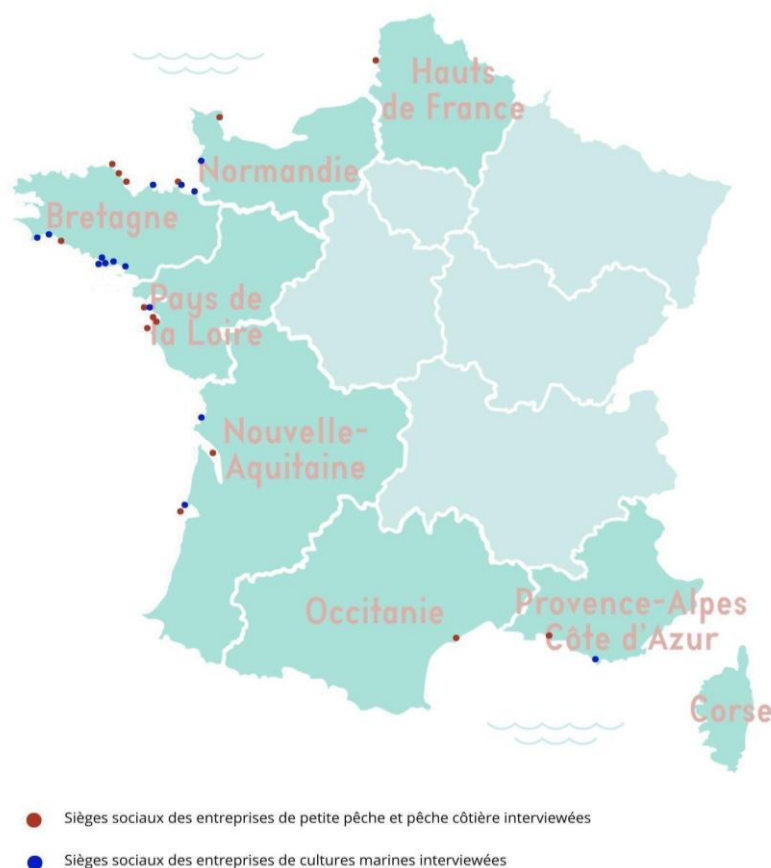 Hauts
de France
Normandie
Bretagne
Pays de
la Loire
Nouvelle-
Aquitaine
Occitanie
Provence-Alpes
Côte d'Azur
Corse
Sièges sociaux des entreprises de petite pêche et pêche côtière interviewées
Sièges sociaux des entreprises de cultures marines interviewées